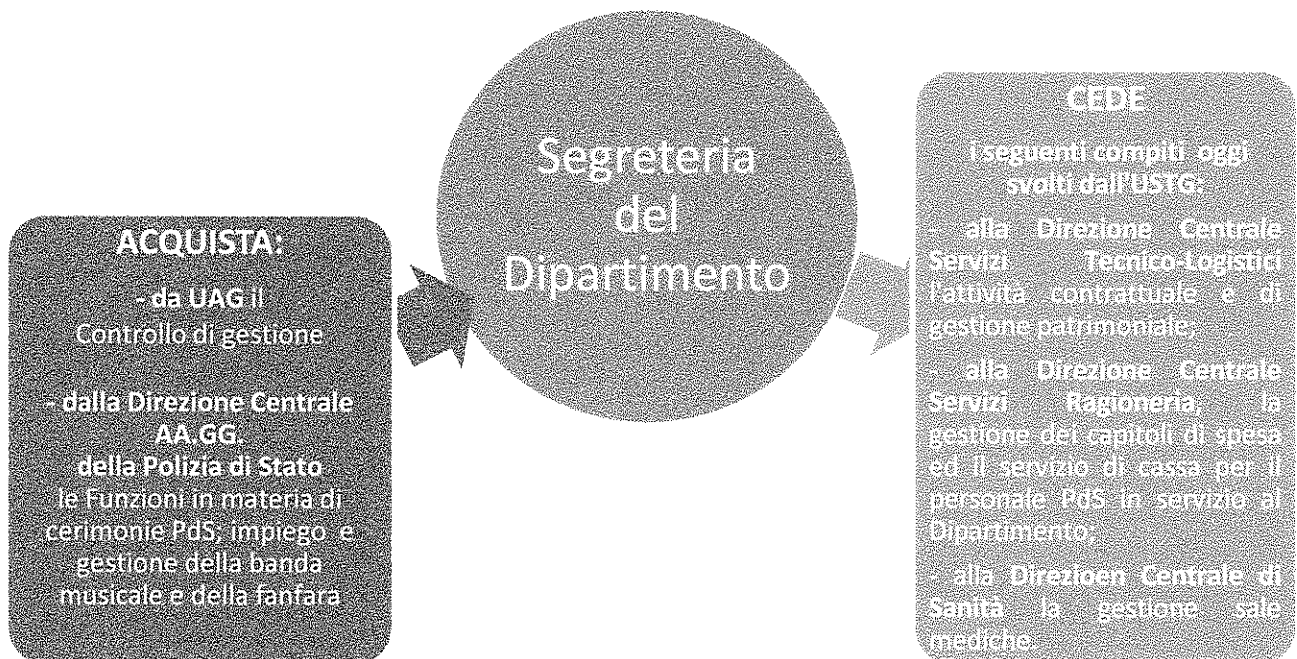 ACQUISTA:
- da UAG il
Controllo di gestione
- dalla Direzione Centrale
AA.GG.
della Polizia di Stato
le Funzioni in materia di
cerimonie PdS, impiego e
gestione della banda
musicale e della fanfara
Segreteria
del
Dipartimento
CEDE
i seguenti compiti oggi
svolti dall'USTG:
- alla Direzione Centrale
Servizi Tecnico-Logistici
l'attività contrattuale e di
gestione patrimoniale;
- alla Direzione Centrale
Servizi Ragioneria, la
gestione dei capitoli di spesa
ed il servizio di cassa per il
personale PdS in servizio al
Dipartimento;
- alla Direzioen Centrale di
Sanità la gestione sale
mediche.